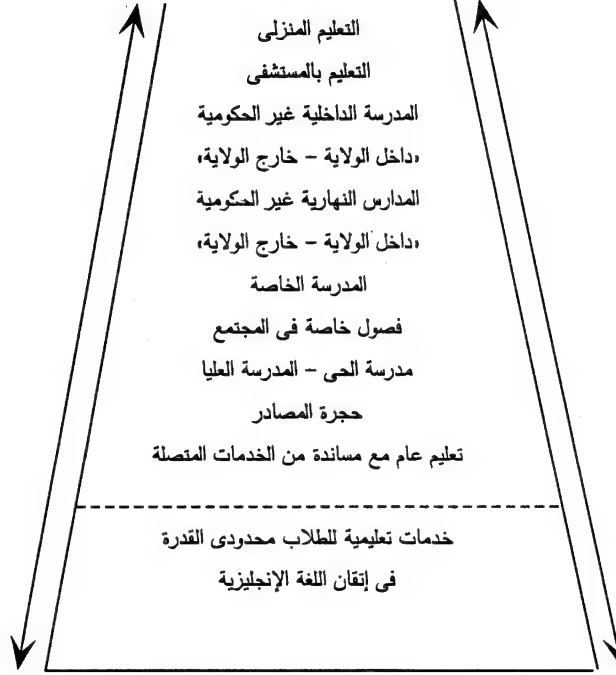 التعليم المنزلى
التعليم بالمستشفى
المدرسة الداخلية غير الحكومية
«داخل الولاية – خارج الولاية»
المدارس النهارية غير الحكومية
«داخل الولاية – خارج الولاية»
المدرسة الخاصة
فصول خاصة فى المجتمع
مدرسة الحى – المدرسة العليا
حجرة المصادر
تعليم عام مع مساندة من الخدمات المتصلة
خدمات تعليمية للطلاب محدودى القدرة
فى إتقان اللغة الإنجليزية